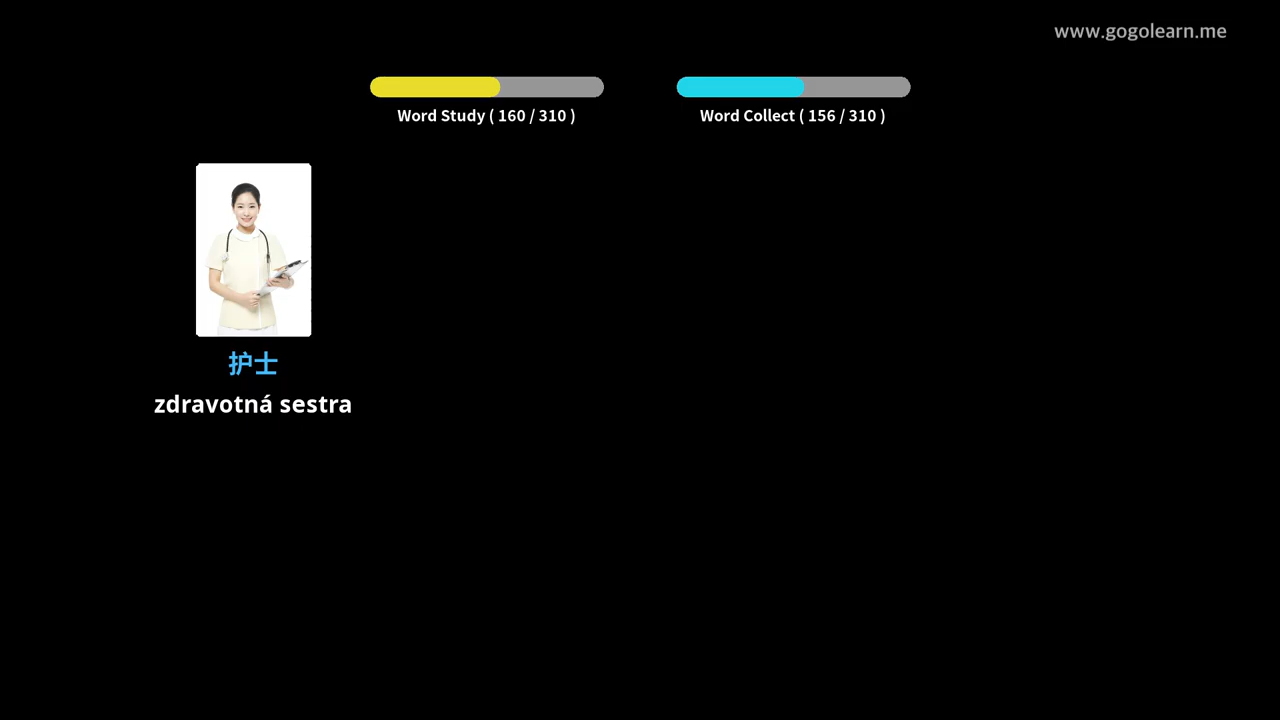 www.gogolearn.me
Word Study ( 160 / 310 )
Word Collect ( 156 / 310 )
护士
zdravotná sestra